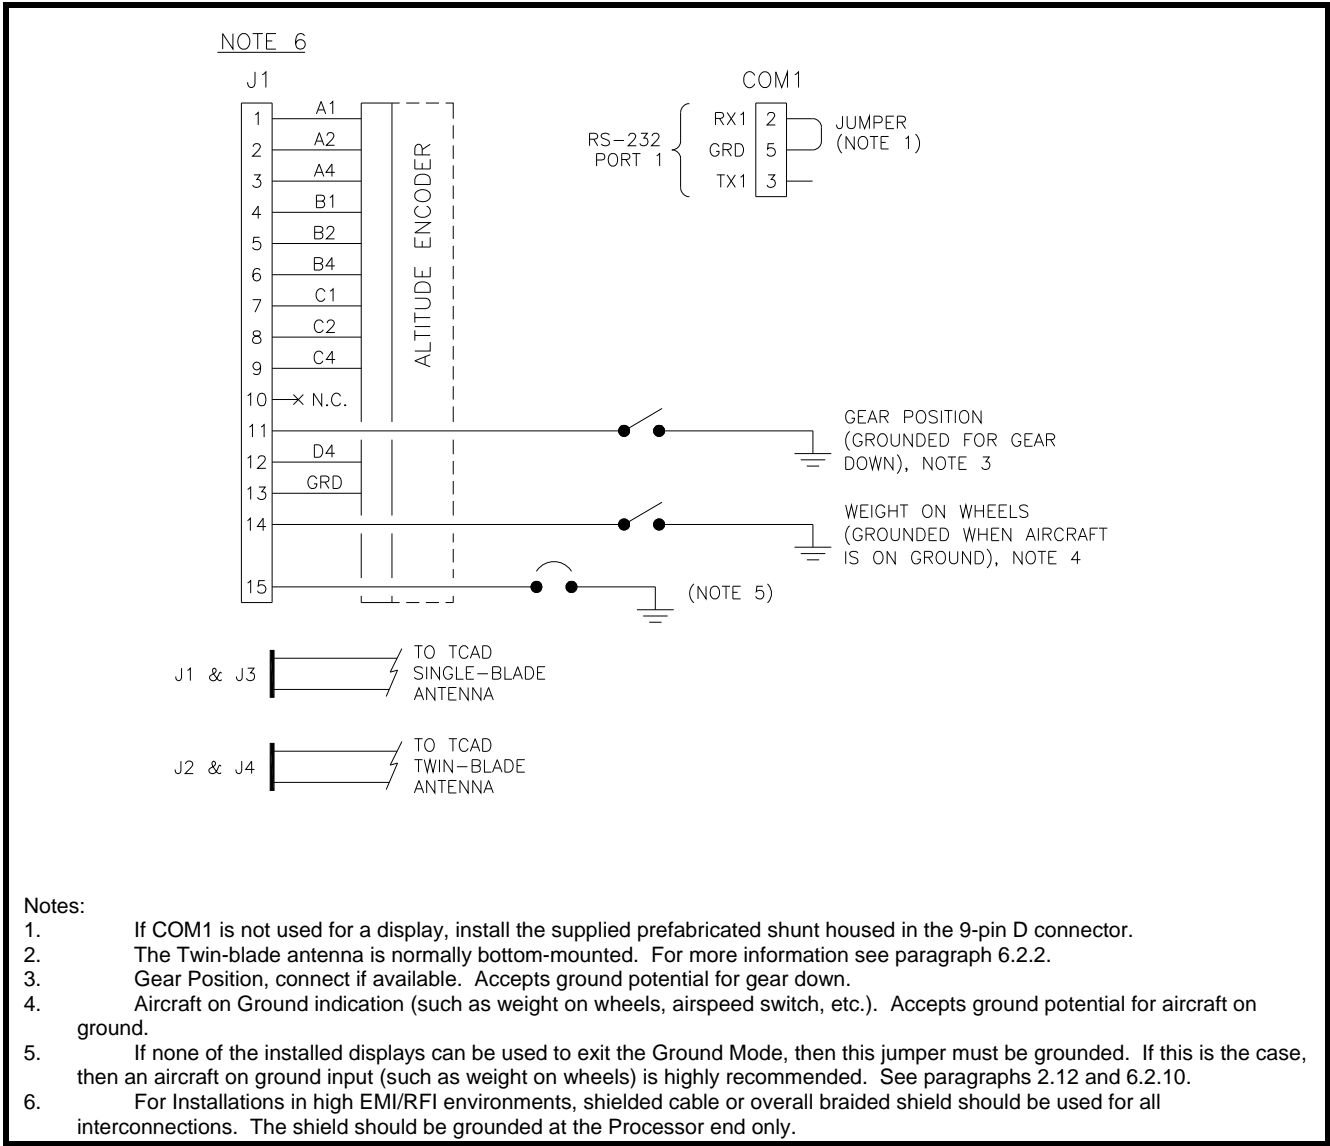 NOTE 6
J1
1 A1
2 A2
3 A4
4 B1
5 B2
6 B4
7 C1
8 C2
9 C4
10 N.C.
11
12 D4
13 GRD
14
15
ALTITUDE ENCODER
COM1
RS-232
PORT 1
RX1 2
GRD 5
TX1 3
JUMPER
(NOTE 1)
GEAR POSITION
(GROUNDED FOR GEAR
DOWN), NOTE 3
WEIGHT ON WHEELS
(GROUNDED WHEN AIRCRAFT
IS ON GROUND), NOTE 4
(NOTE 5)
J1 & J3
TO TCAD
SINGLE-BLADE
ANTENNA
J2 & J4
TO TCAD
TWIN-BLADE
ANTENNA
Notes:
1. If COM1 is not used for a display, install the supplied prefabricated shunt housed in the 9-pin D connector.
2. The Twin-blade antenna is normally bottom-mounted. For more information see paragraph 6.2.2.
3. Gear Position, connect if available. Accepts ground potential for gear down.
4. Aircraft on Ground indication (such as weight on wheels, airspeed switch, etc.). Accepts ground potential for aircraft on
ground.
5. If none of the installed displays can be used to exit the Ground Mode, then this jumper must be grounded. If this is the case,
then an aircraft on ground input (such as weight on wheels) is highly recommended. See paragraphs 2.12 and 6.2.10.
6. For Installations in high EMI/RFI environments, shielded cable or overall braided shield should be used for all
interconnections. The shield should be grounded at the Processor end only.